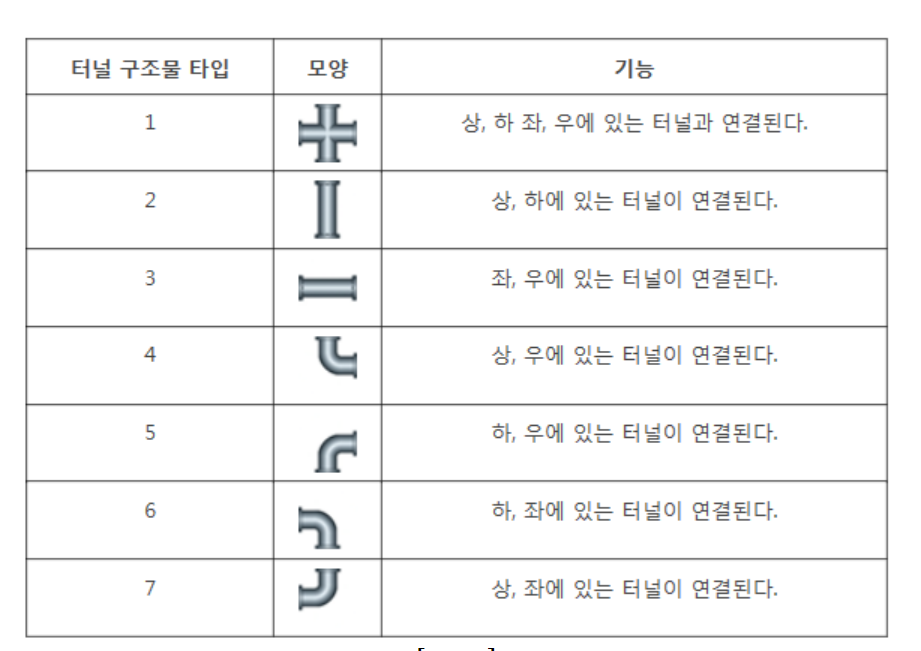 터널 구조물 타입 모양 기능
1 상, 하 좌, 우에 있는 터널과 연결된다.
2 상, 하에 있는 터널이 연결된다.
3 좌, 우에 있는 터널이 연결된다.
4 상, 우에 있는 터널이 연결된다.
5 하, 우에 있는 터널이 연결된다.
6 하, 좌에 있는 터널이 연결된다.
7 상, 좌에 있는 터널이 연결된다.